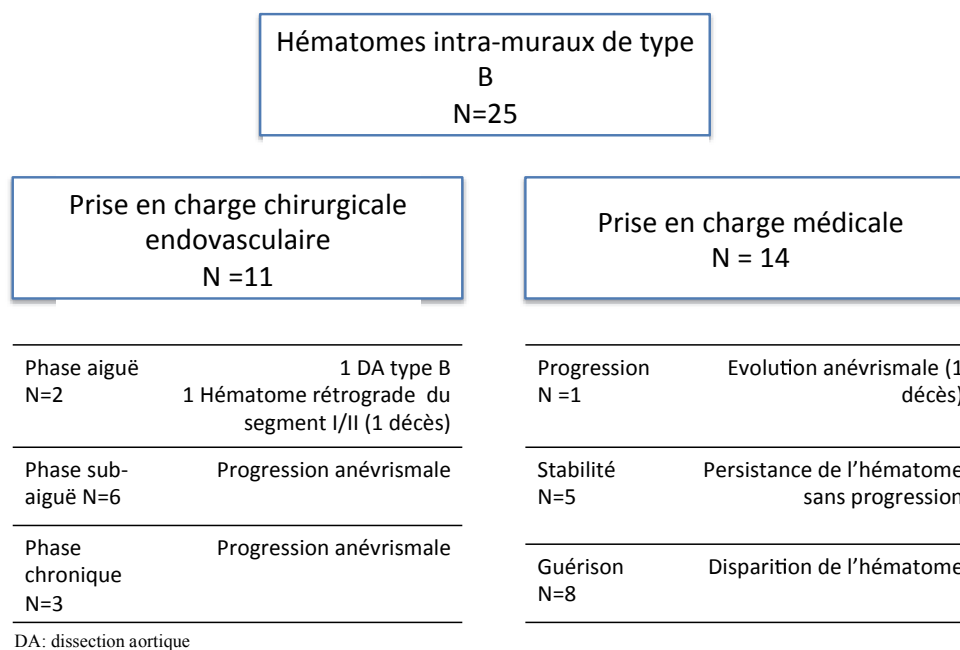 Hématomes intra-muraux de type
B
N=25
Prise en charge chirurgicale
endovasculaire
N =11
Prise en charge médicale
N = 14
Phase aiguë
N=2
1 DA type B
1 Hématome rétrograde du
segment I/II (1 décès)
Phase sub-
aiguë N=6
Progression anévrismale
Phase
chronique
N=3
Progression anévrismale
Progression
N =1
Evolution anévrismale (1
décès)
Stabilité
N=5
Persistance de l’hématome
sans progression
Guérison
N=8
Disparition de l’hématome
DA: dissection aortique